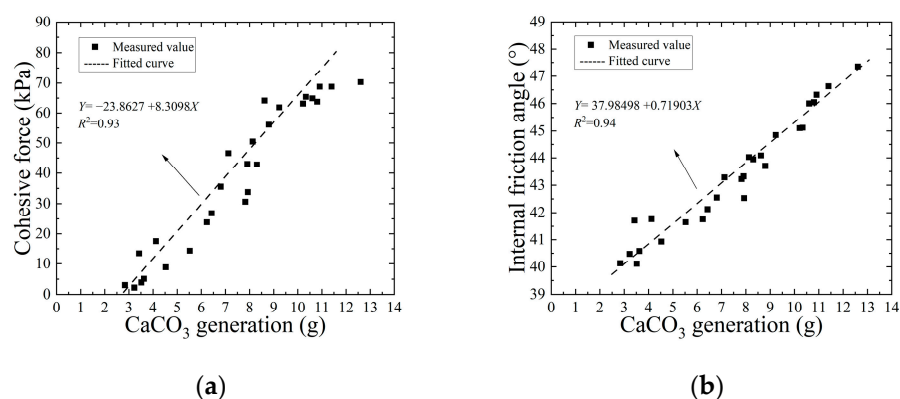 90
80
70
60
50
40
30
20
10
0
Cohesive force (kPa)
Measured value
Fitted curve
Y= −23.8627 +8.3098X
R²=0.93
0 1 2 3 4 5 6 7 8 9 10 11 12 13 14
CaCO₃ generation (g)
(a)
49
48
47
46
45
44
43
42
41
40
39
Internal friction angle (°)
Measured value
Fitted curve
Y= 37.98498 +0.71903X
R²=0.94
0 1 2 3 4 5 6 7 8 9 10 11 12 13 14
CaCO₃ generation (g)
(b)